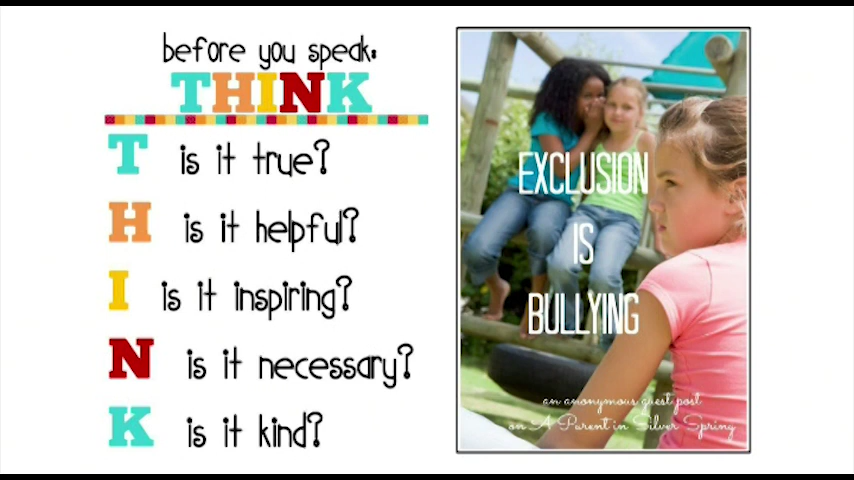 before you speak:
THINK
T is it true?
H is it helpful?
I is it inspiring?
N is it necessary?
K is it kind?
EXCLUSION
IS
BULLYING
an anonymous guest post
on A Parent in Silver Spring